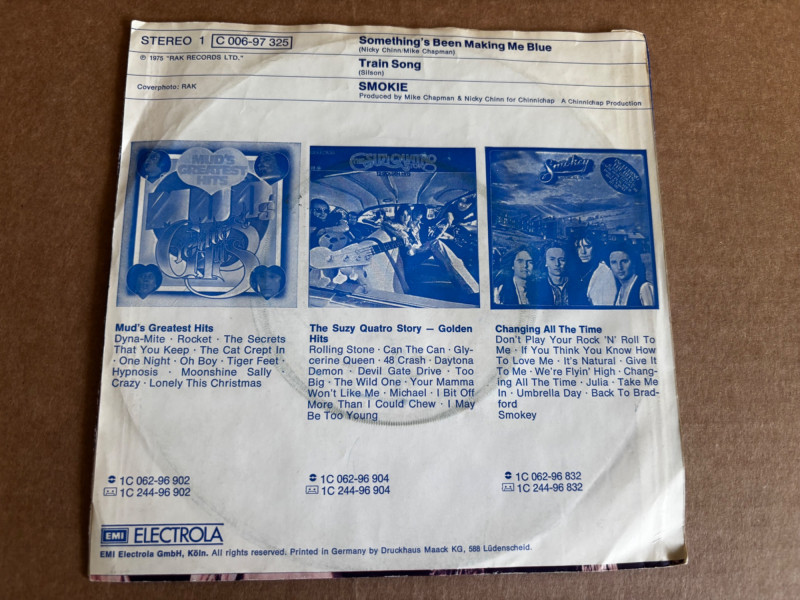 STEREO 1 C 006-97 325
℗ 1975 "RAK RECORDS LTD."
Coverphoto: RAK
Something's Been Making Me Blue
(Nicky Chinn/Mike Chapman)
Train Song
(Silson)
SMOKIE
Produced by Mike Chapman & Nicky Chinn for Chinnichap · A Chinnichap Production
MUD'S
GREATEST
HITS
SUZI QUATRO
Smokey
Mud's Greatest Hits
Dyna-Mite · Rocket · The Secrets
That You Keep · The Cat Crept In
· One Night · Oh Boy · Tiger Feet ·
Hypnosis · Moonshine Sally ·
Crazy · Lonely This Christmas
The Suzy Quatro Story – Golden
Hits
Rolling Stone · Can The Can · Gly-
cerine Queen · 48 Crash · Daytona
Demon · Devil Gate Drive · Too
Big · The Wild One · Your Mamma
Won't Like Me · Michael · I Bit Off
More Than I Could Chew · I May
Be Too Young
Changing All The Time
Don't Play Your Rock 'N' Roll To
Me · If You Think You Know How
To Love Me · It's Natural · Give It
To Me · We're Flyin' High · Chang-
ing All The Time · Julia · Take Me
In · Umbrella Day · Back To Brad-
ford
Smokey
1C 062-96 902
1C 244-96 902
1C 062-96 904
1C 244-96 904
1C 062-96 832
1C 244-96 832
EMI ELECTROLA
EMI Electrola GmbH, Köln. All rights reserved. Printed in Germany by Druckhaus Maack KG, 588 Lüdenscheid.